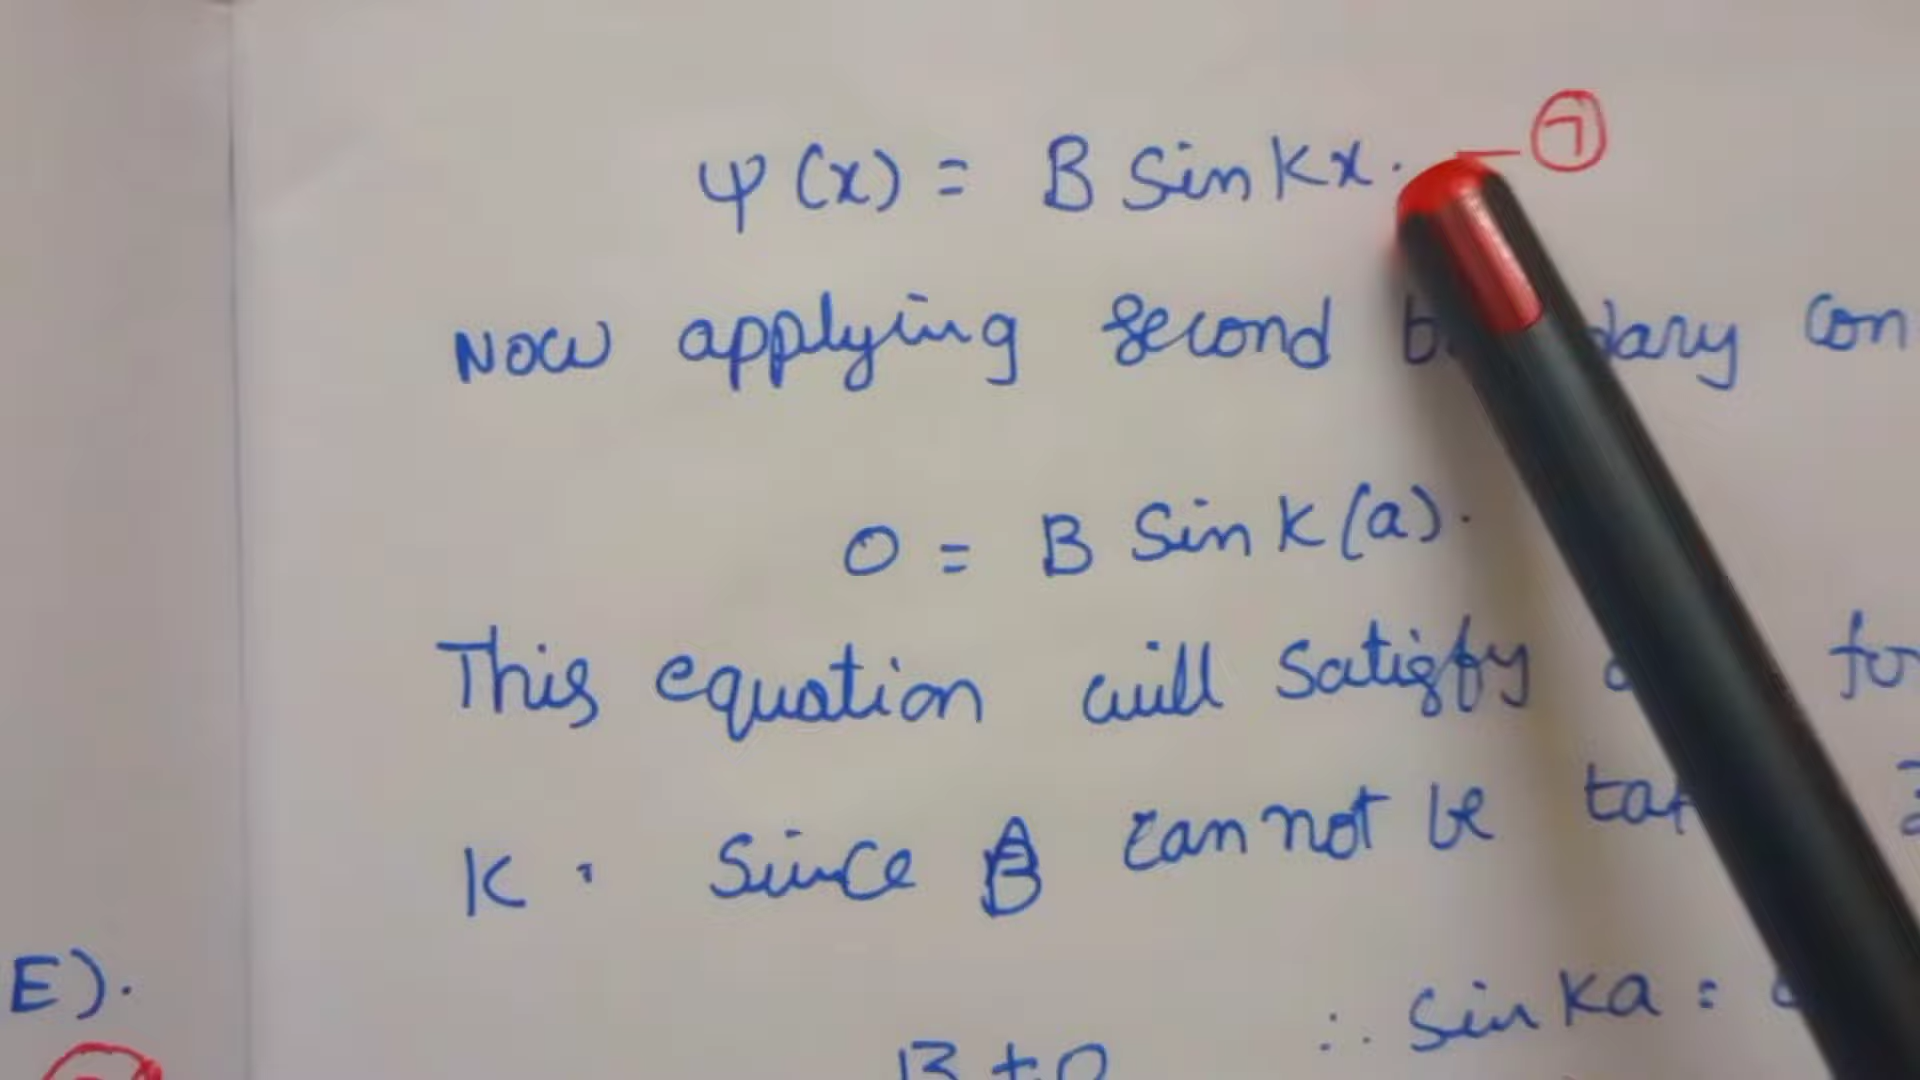 ψ(x) = B Sin Kx. — 7
Now applying second con
0 = B Sin K(a).
This equation will satisfy
K. Since B can not be
E).
∴ Sin Ka =
B ≠ 0